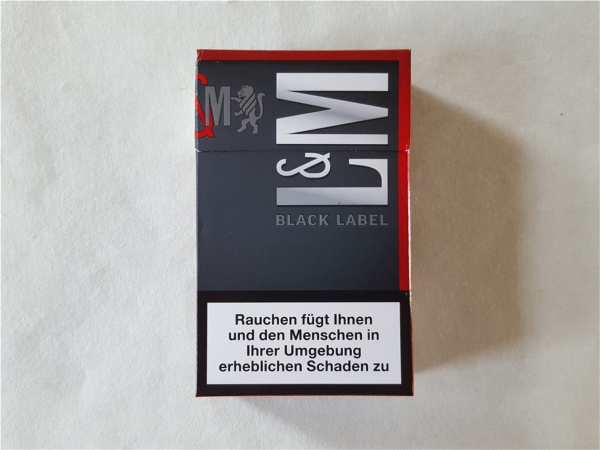 &M
L&M
BLACK LABEL
Rauchen fügt Ihnen
und den Menschen in
Ihrer Umgebung
erheblichen Schaden zu